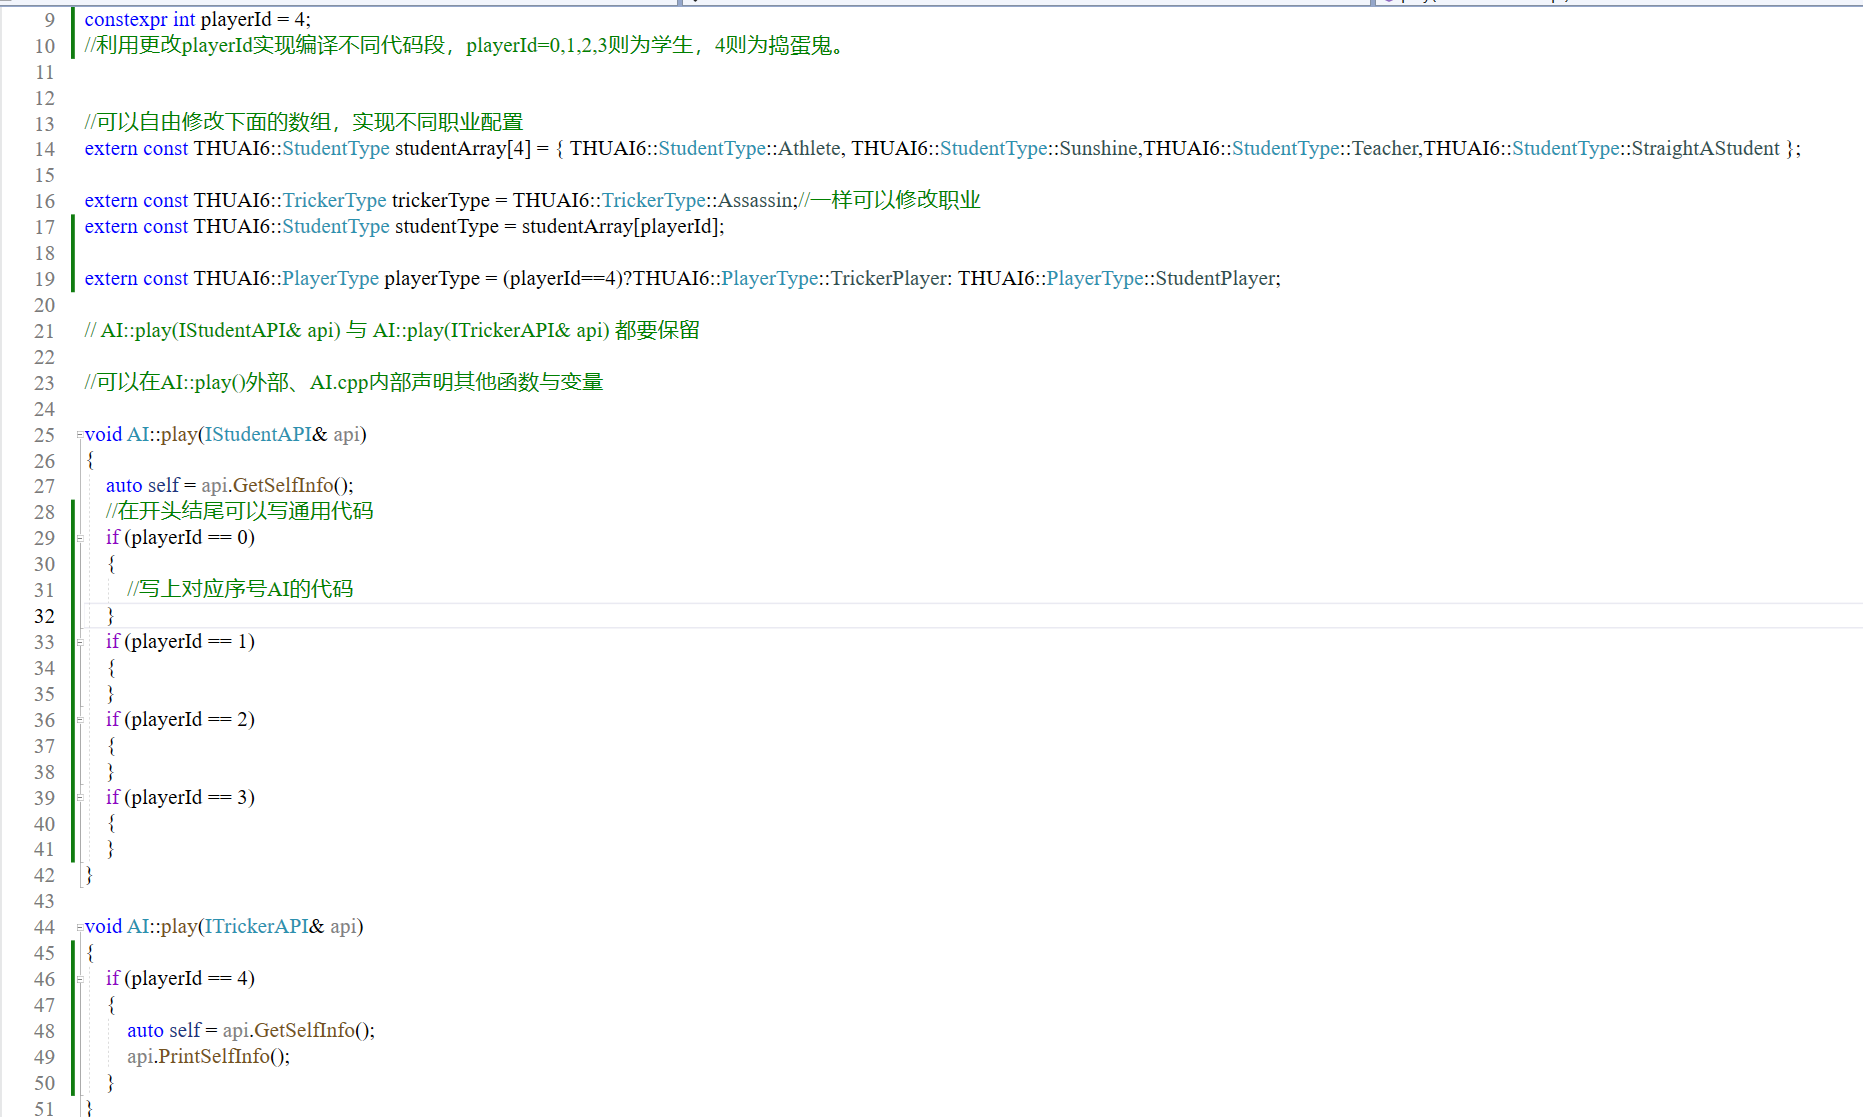 9 constexpr int playerId = 4;
10 //利用更改playerId实现编译不同代码段，playerId=0,1,2,3则为学生，4则为捣蛋鬼。
11
12
13 //可以自由修改下面的数组，实现不同职业配置
14 extern const THUAI6::StudentType studentArray[4] = { THUAI6::StudentType::Athlete, THUAI6::StudentType::Sunshine,THUAI6::StudentType::Teacher,THUAI6::StudentType::StraightAStudent };
15
16 extern const THUAI6::TrickerType trickerType = THUAI6::TrickerType::Assassin;//一样可以修改职业
17 extern const THUAI6::StudentType studentType = studentArray[playerId];
18
19 extern const THUAI6::PlayerType playerType = (playerId==4)?THUAI6::PlayerType::TrickerPlayer: THUAI6::PlayerType::StudentPlayer;
20
21 // AI::play(IStudentAPI& api) 与 AI::play(ITrickerAPI& api) 都要保留
22
23 //可以在AI::play()外部、AI.cpp内部声明其他函数与变量
24
25 void AI::play(IStudentAPI& api)
26 {
27 auto self = api.GetSelfInfo();
28 //在开头结尾可以写通用代码
29 if (playerId == 0)
30 {
31 //写上对应序号AI的代码
32 }
33 if (playerId == 1)
34 {
35 }
36 if (playerId == 2)
37 {
38 }
39 if (playerId == 3)
40 {
41 }
42 }
43
44 void AI::play(ITrickerAPI& api)
45 {
46 if (playerId == 4)
47 {
48 auto self = api.GetSelfInfo();
49 api.PrintSelfInfo();
50 }
51 }